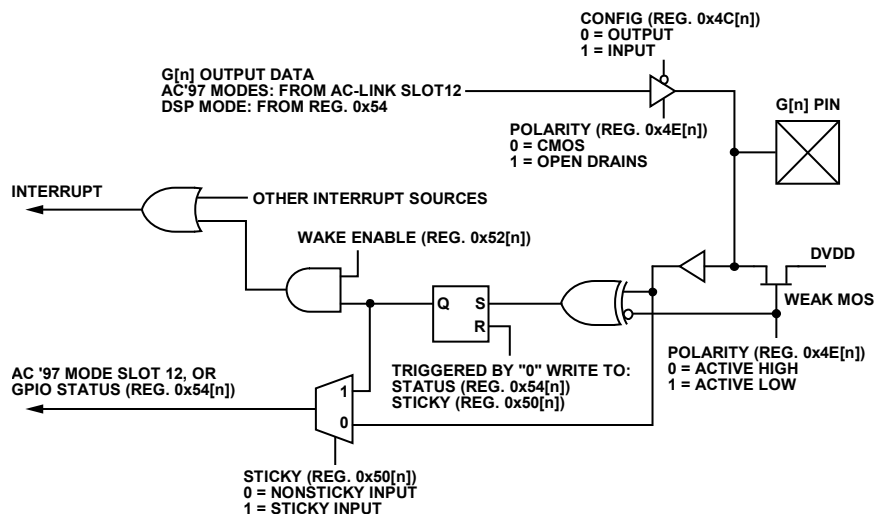 CONFIG (REG. 0x4C[n])
0 = OUTPUT
1 = INPUT
G[n] OUTPUT DATA
AC'97 MODES: FROM AC-LINK SLOT12
DSP MODE: FROM REG. 0x54
G[n] PIN
POLARITY (REG. 0x4E[n])
0 = CMOS
1 = OPEN DRAINS
INTERRUPT
OTHER INTERRUPT SOURCES
WAKE ENABLE (REG. 0x52[n])
DVDD
WEAK MOS
Q
S
R
POLARITY (REG. 0x4E[n])
0 = ACTIVE HIGH
1 = ACTIVE LOW
TRIGGERED BY "0" WRITE TO:
STATUS (REG. 0x54[n])
STICKY (REG. 0x50[n])
AC '97 MODE SLOT 12, OR
GPIO STATUS (REG. 0x54[n])
1
0
STICKY (REG. 0x50[n])
0 = NONSTICKY INPUT
1 = STICKY INPUT